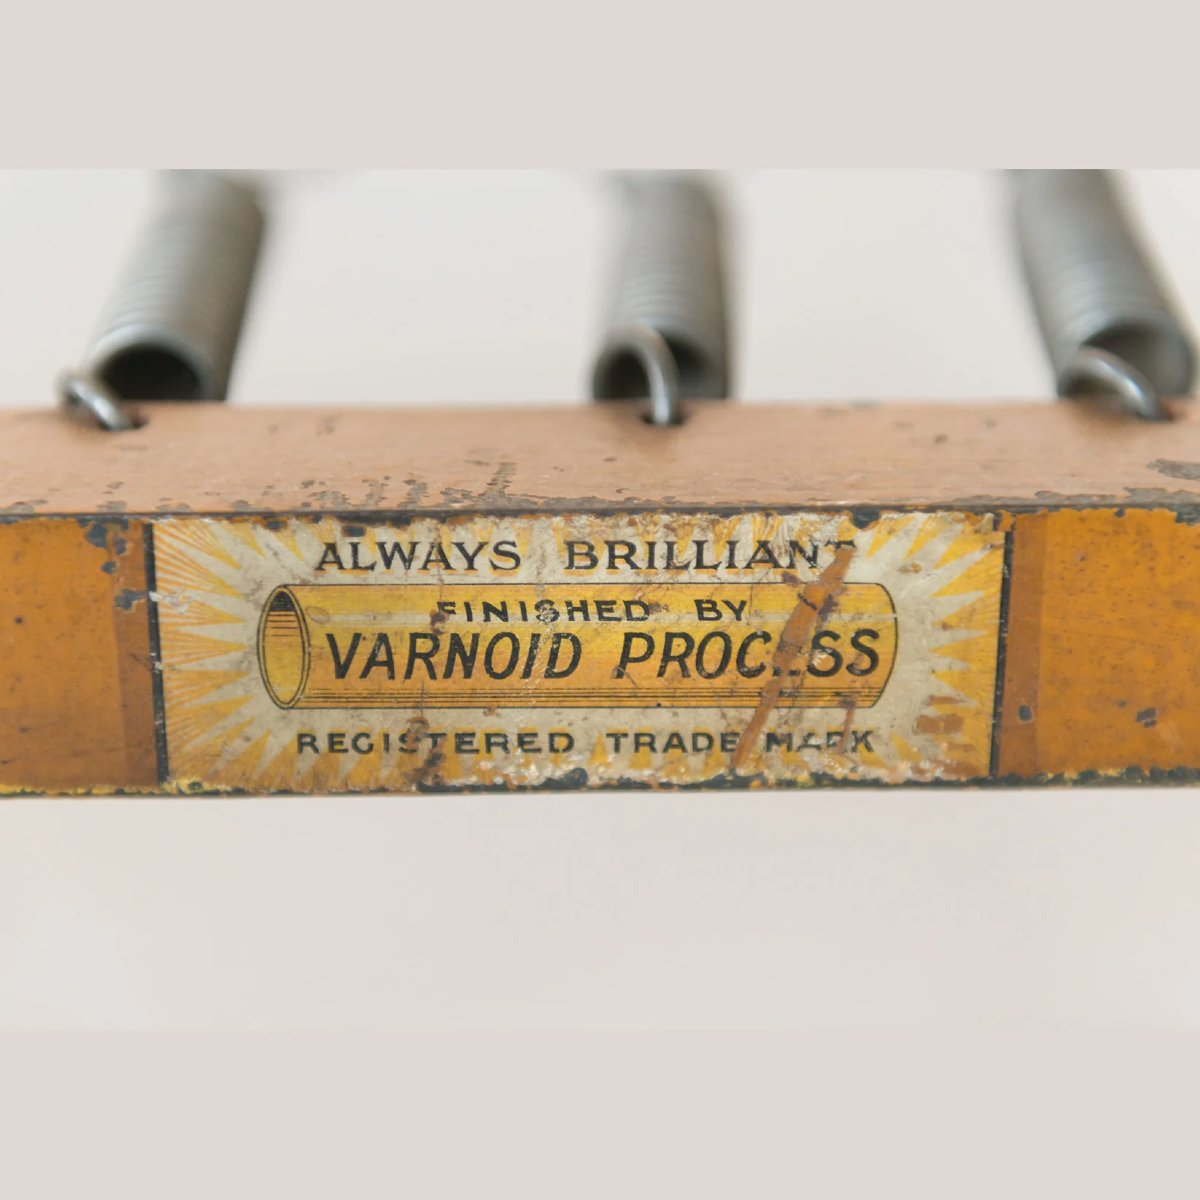 ALWAYS BRILLIANT
FINISHED BY
VARNOID PROCESS
REGISTERED TRADE MARK